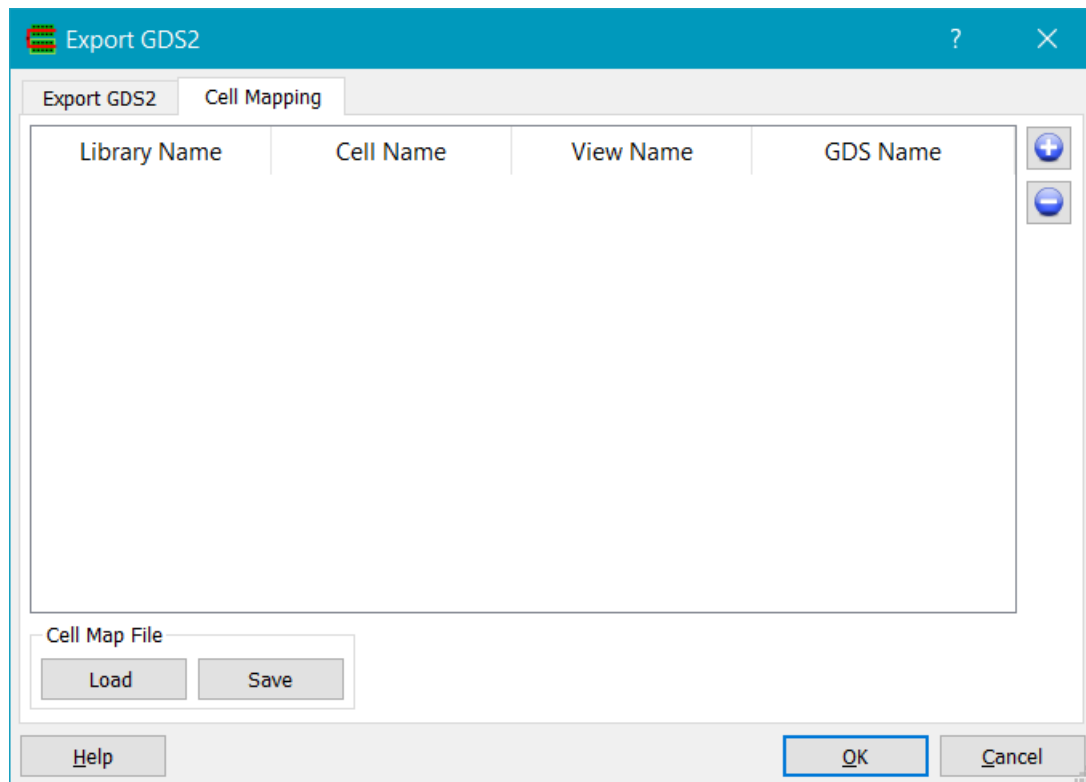 Export GDS2 ?
Export GDS2 Cell Mapping
Library Name Cell Name View Name GDS Name
Cell Map File
Load Save
Help OK Cancel